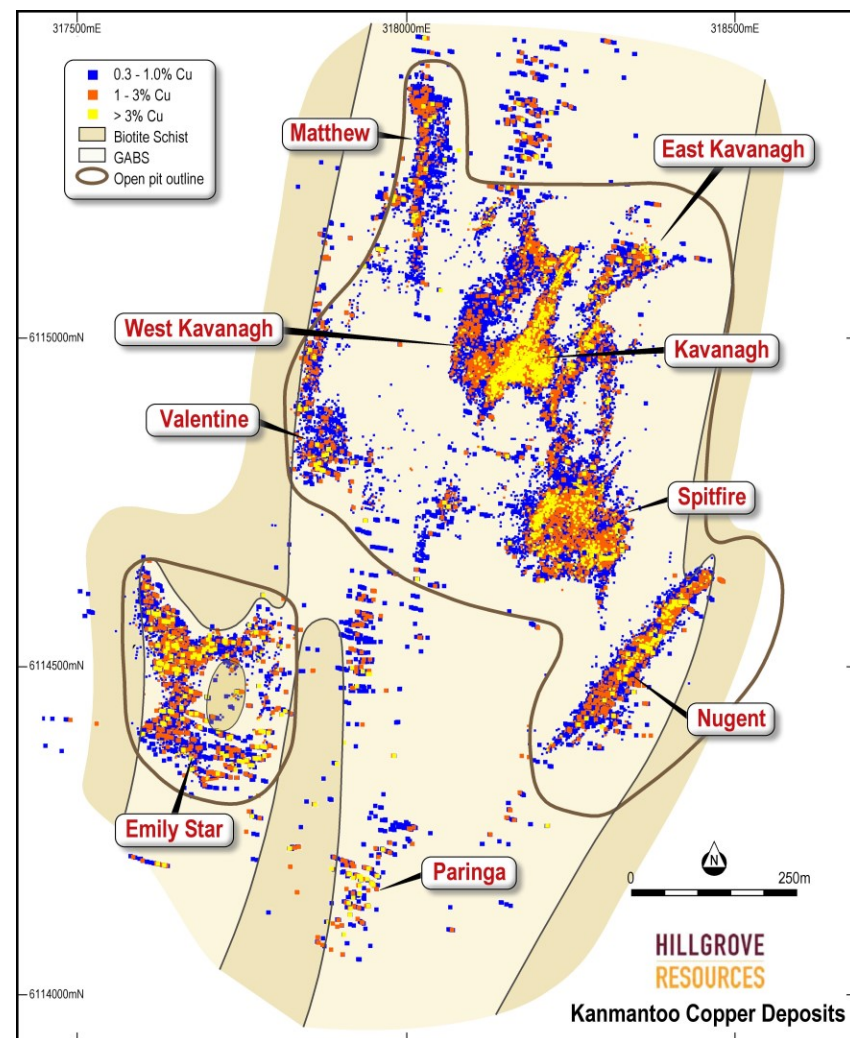 317500mE
318000mE
318500mE
0.3 - 1.0% Cu
1 - 3% Cu
> 3% Cu
Biotite Schist
GABS
Open pit outline
Matthew
East Kavanagh
6115000mN
West Kavanagh
Kavanagh
Valentine
Spitfire
6114500mN
Nugent
Emily Star
Paringa
N
0
250m
HILLGROVE
RESOURCES
6114000mN
Kanmantoo Copper Deposits